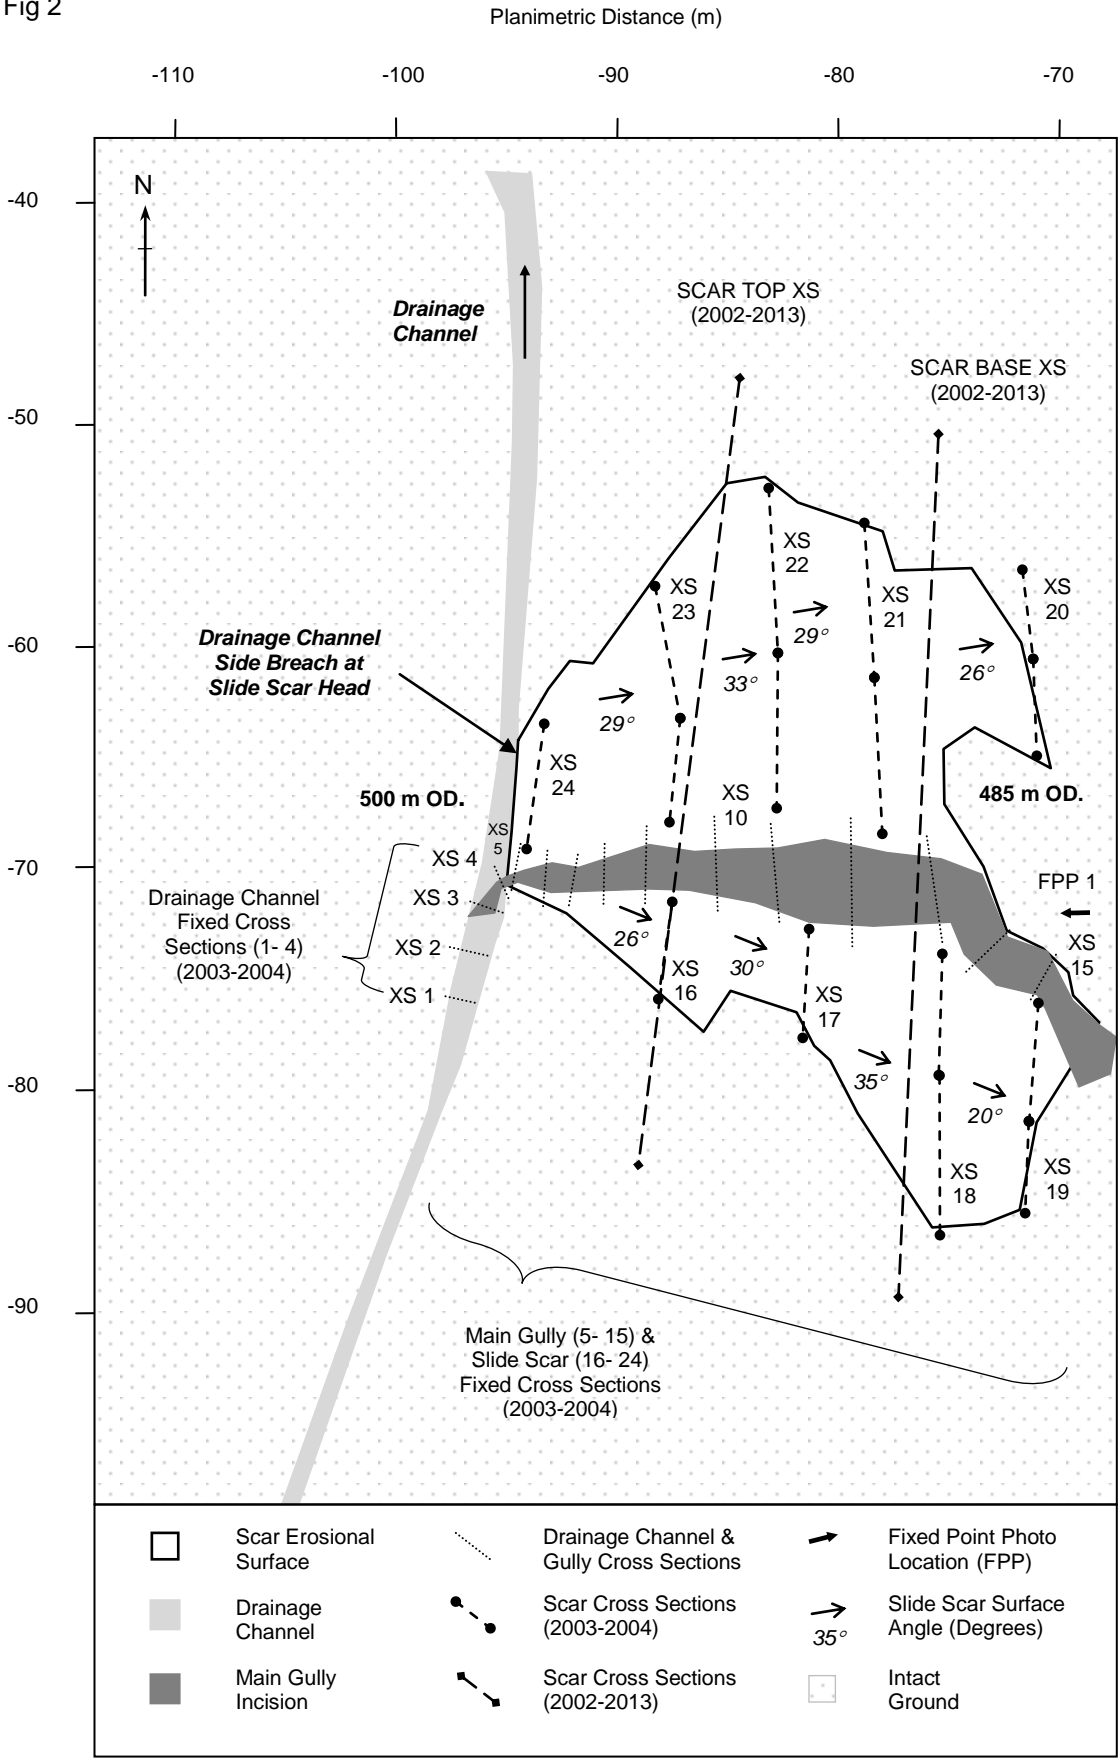 Fig 2
Planimetric Distance (m)
-110
-100
-90
-80
-70
-40
-50
-60
-70
-80
-90
N
Drainage
Channel
SCAR TOP XS
(2002-2013)
SCAR BASE XS
(2002-2013)
XS
22
XS
23
XS
21
XS
20
29°
33°
26°
29°
Drainage Channel
Side Breach at
Slide Scar Head
XS
24
XS
10
500 m OD.
485 m OD.
XS
5
XS 4
XS 3
XS 2
XS 1
Drainage Channel
Fixed Cross
Sections (1- 4)
(2003-2004)
FPP 1
XS
15
26°
30°
XS
16
XS
17
35°
20°
XS
18
XS
19
Main Gully (5- 15) &
Slide Scar (16- 24)
Fixed Cross Sections
(2003-2004)
Scar Erosional
Surface
Drainage
Channel
Main Gully
Incision
Drainage Channel &
Gully Cross Sections
Scar Cross Sections
(2003-2004)
Scar Cross Sections
(2002-2013)
Fixed Point Photo
Location (FPP)
35°
Slide Scar Surface
Angle (Degrees)
Intact
Ground